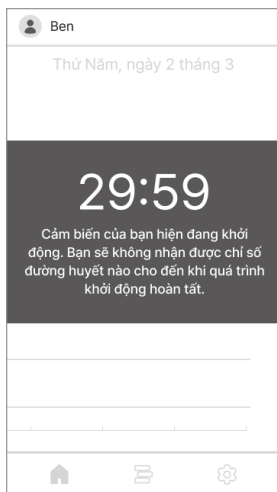 Ben
Thứ Năm, ngày 2 tháng 3
29:59
Cảm biến của bạn hiện đang khởi
động. Bạn sẽ không nhận được chỉ số
đường huyết nào cho đến khi quá trình
khởi động hoàn tất.